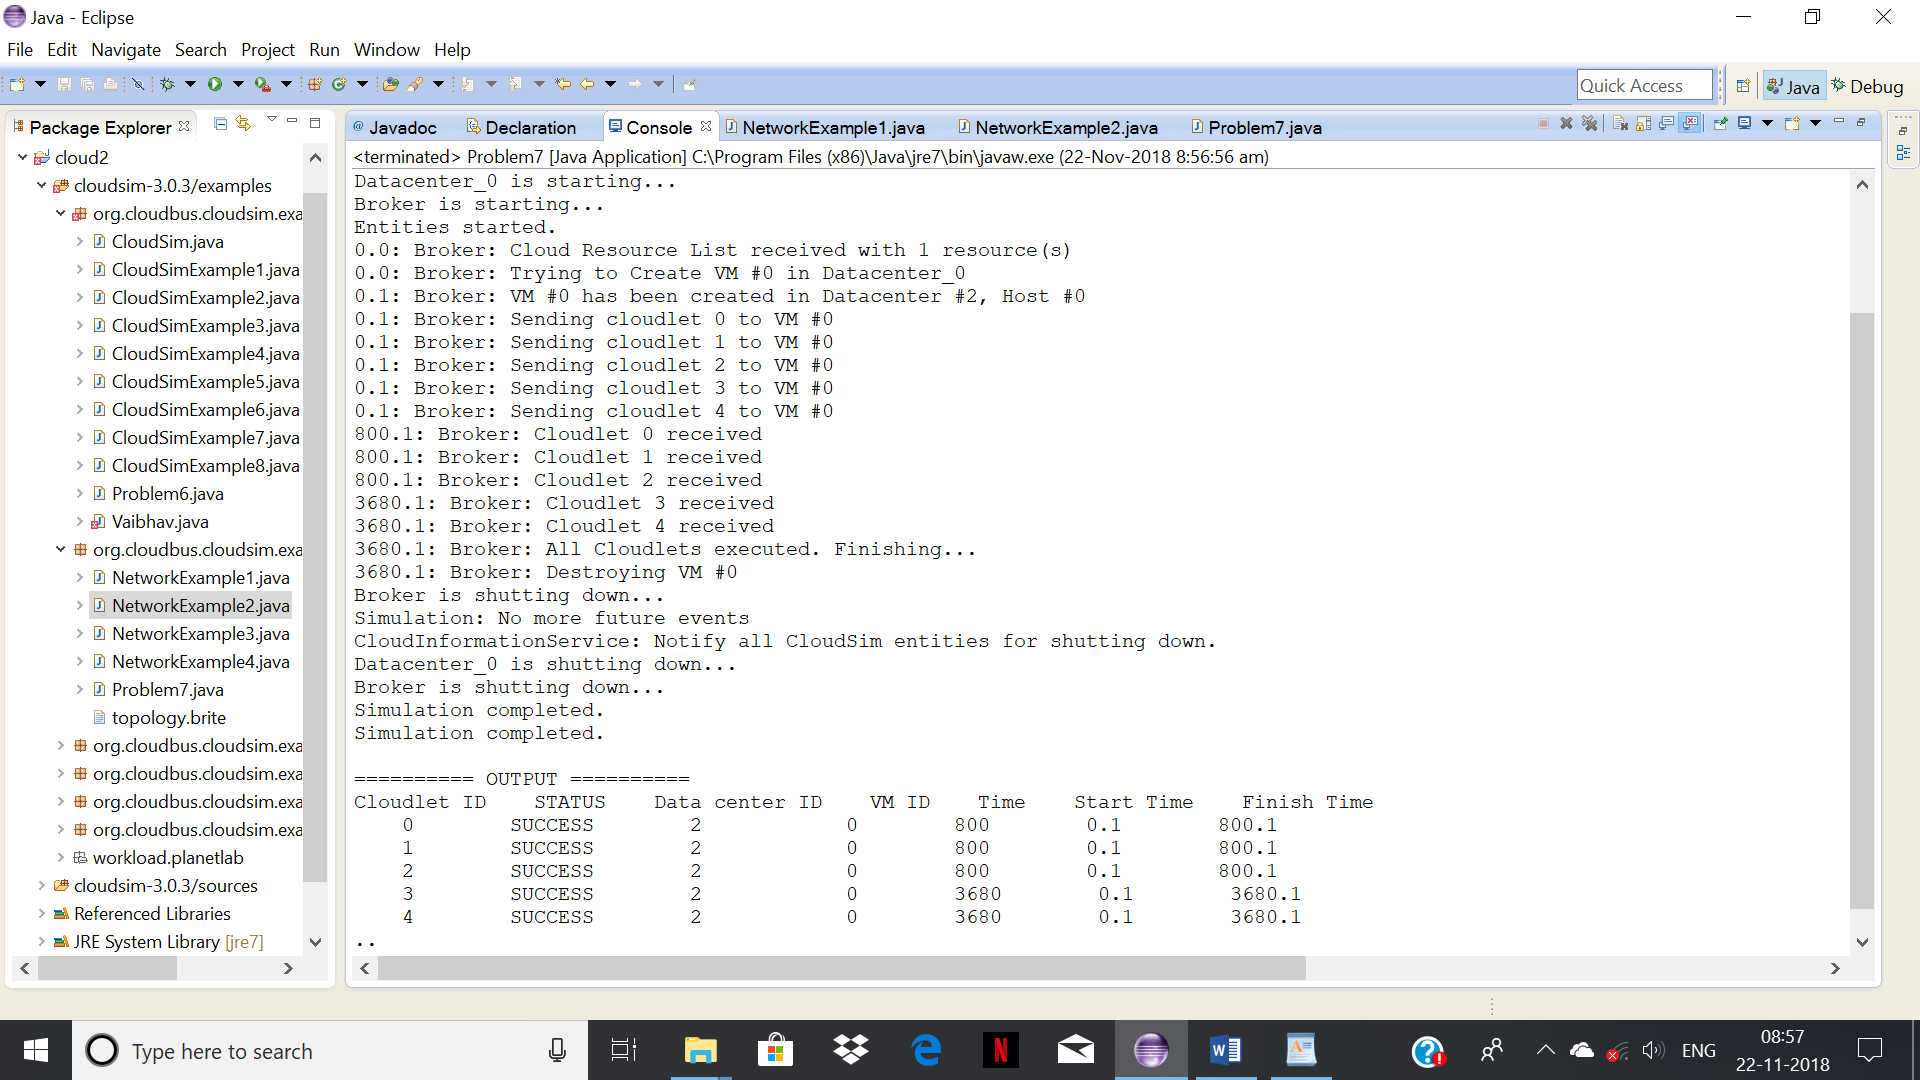 Java - Eclipse
File Edit Navigate Search Project Run Window Help
Quick Access
Java
Debug
Package Explorer
cloud2
cloudsim-3.0.3/examples
org.cloudbus.cloudsim.exa
CloudSim.java
CloudSimExample1.java
CloudSimExample2.java
CloudSimExample3.java
CloudSimExample4.java
CloudSimExample5.java
CloudSimExample6.java
CloudSimExample7.java
CloudSimExample8.java
Problem6.java
Vaibhav.java
org.cloudbus.cloudsim.exa
NetworkExample1.java
NetworkExample2.java
NetworkExample3.java
NetworkExample4.java
Problem7.java
topology.brite
org.cloudbus.cloudsim.exa
org.cloudbus.cloudsim.exa
org.cloudbus.cloudsim.exa
org.cloudbus.cloudsim.exa
workload.planetlab
cloudsim-3.0.3/sources
Referenced Libraries
JRE System Library [jre7]
@ Javadoc Declaration Console NetworkExample1.java NetworkExample2.java Problem7.java
<terminated> Problem7 [Java Application] C:\Program Files (x86)\Java\jre7\bin\javaw.exe (22-Nov-2018 8:56:56 am)
Datacenter_0 is starting...
Broker is starting...
Entities started.
0.0: Broker: Cloud Resource List received with 1 resource(s)
0.0: Broker: Trying to Create VM #0 in Datacenter_0
0.1: Broker: VM #0 has been created in Datacenter #2, Host #0
0.1: Broker: Sending cloudlet 0 to VM #0
0.1: Broker: Sending cloudlet 1 to VM #0
0.1: Broker: Sending cloudlet 2 to VM #0
0.1: Broker: Sending cloudlet 3 to VM #0
0.1: Broker: Sending cloudlet 4 to VM #0
800.1: Broker: Cloudlet 0 received
800.1: Broker: Cloudlet 1 received
800.1: Broker: Cloudlet 2 received
3680.1: Broker: Cloudlet 3 received
3680.1: Broker: Cloudlet 4 received
3680.1: Broker: All Cloudlets executed. Finishing...
3680.1: Broker: Destroying VM #0
Broker is shutting down...
Simulation: No more future events
CloudInformationService: Notify all CloudSim entities for shutting down.
Datacenter_0 is shutting down...
Broker is shutting down...
Simulation completed.
Simulation completed.
========== OUTPUT ==========
Cloudlet ID STATUS Data center ID VM ID Time Start Time Finish Time
0 SUCCESS 2 0 800 0.1 800.1
1 SUCCESS 2 0 800 0.1 800.1
2 SUCCESS 2 0 800 0.1 800.1
3 SUCCESS 2 0 3680 0.1 3680.1
4 SUCCESS 2 0 3680 0.1 3680.1
..
Type here to search
ENG
08:57
22-11-2018